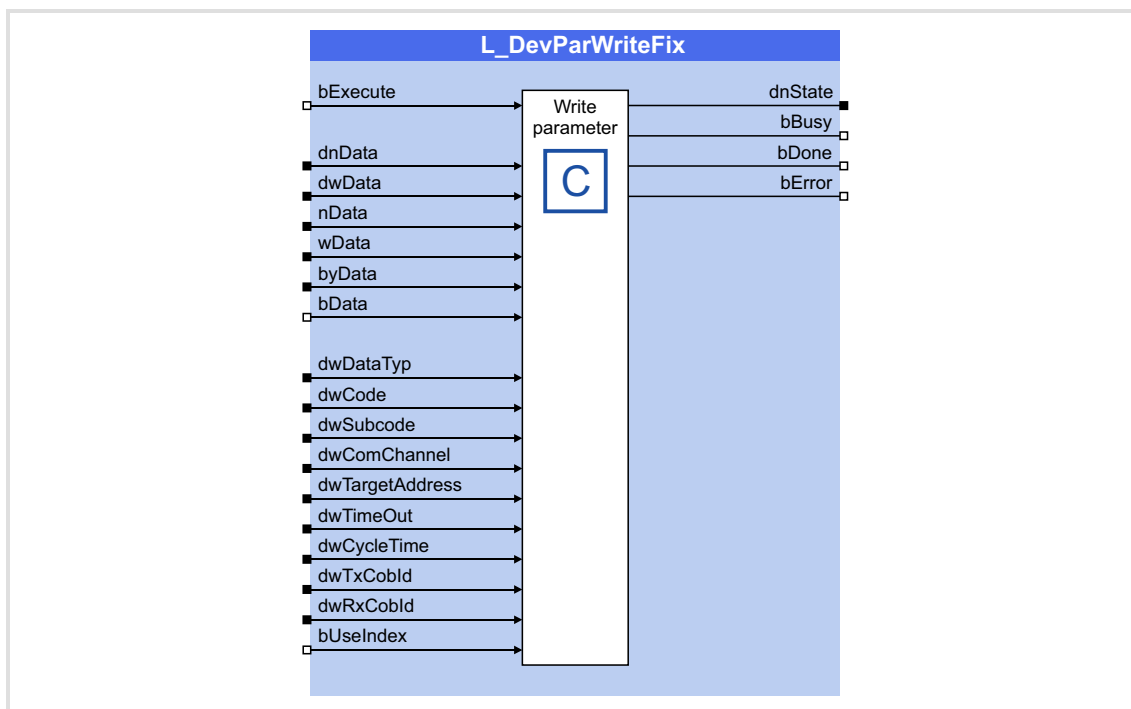 L_DevParWriteFix
bExecute
dnData
dwData
nData
wData
byData
bData
dwDataTyp
dwCode
dwSubcode
dwComChannel
dwTargetAddress
dwTimeOut
dwCycleTime
dwTxCobId
dwRxCobId
bUseIndex
Write
parameter
C
dnState
bBusy
bDone
bError